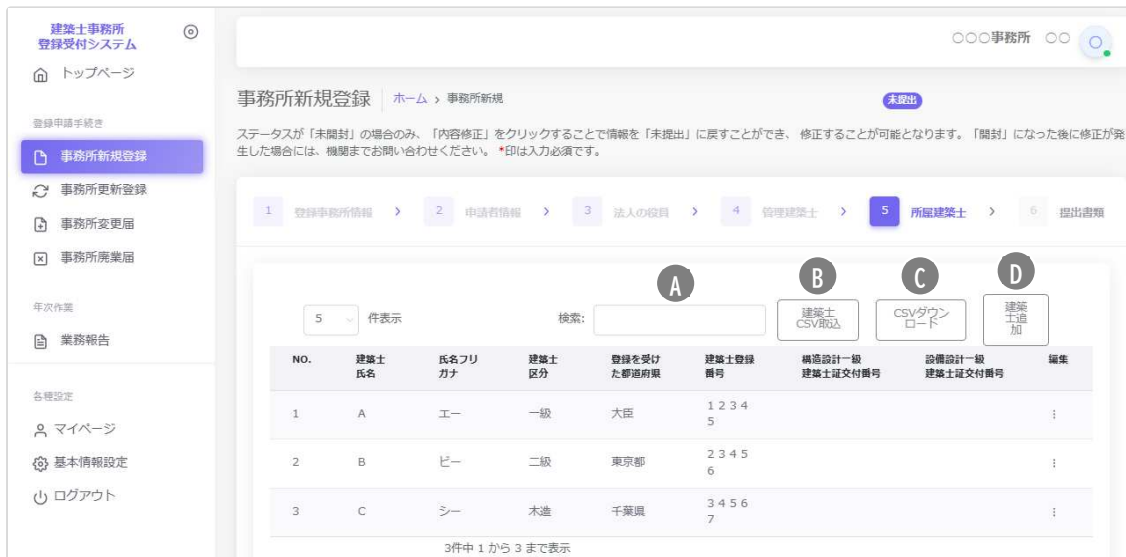 建築士事務所
登録受付システム
トップページ
登録申請手続き
事務所新規登録
事務所更新登録
事務所変更届
事務所廃業届
年次作業
業務報告
各種設定
マイページ
基本情報設定
ログアウト
○○○事務所 ○○ ○
事務所新規登録 ホーム > 事務所新規 未提出
ステータスが「未開封」の場合のみ、「内容修正」をクリックすることで情報を「未提出」に戻すことができ、 修正することが可能となります。「開封」になった後に修正が発
生した場合には、機関までお問い合わせください。 *印は入力必須です。
1 登録事務所情報 > 2 申請者情報 > 3 法人の役員 > 4 管理建築士 > 5 所属建築士 > 6 提出書類
A B C D
5 件表示 検索:
建築士
CSV取込
CSVダウン
ロード
建築
士追
加
NO. 建築士 氏名フリ 建築士 登録を受け 建築士登録 構造設計一級 設備設計一級 編集
氏名 ガナ 区分 た都道府県 番号 建築士証交付番号 建築士証交付番号
1 A エー 一級 大臣 1 2 3 4
5
2 B ビー 二級 東京都 2 3 4 5
6
3 C シー 木造 千葉県 3 4 5 6
7
3件中 1 から 3 まで表示